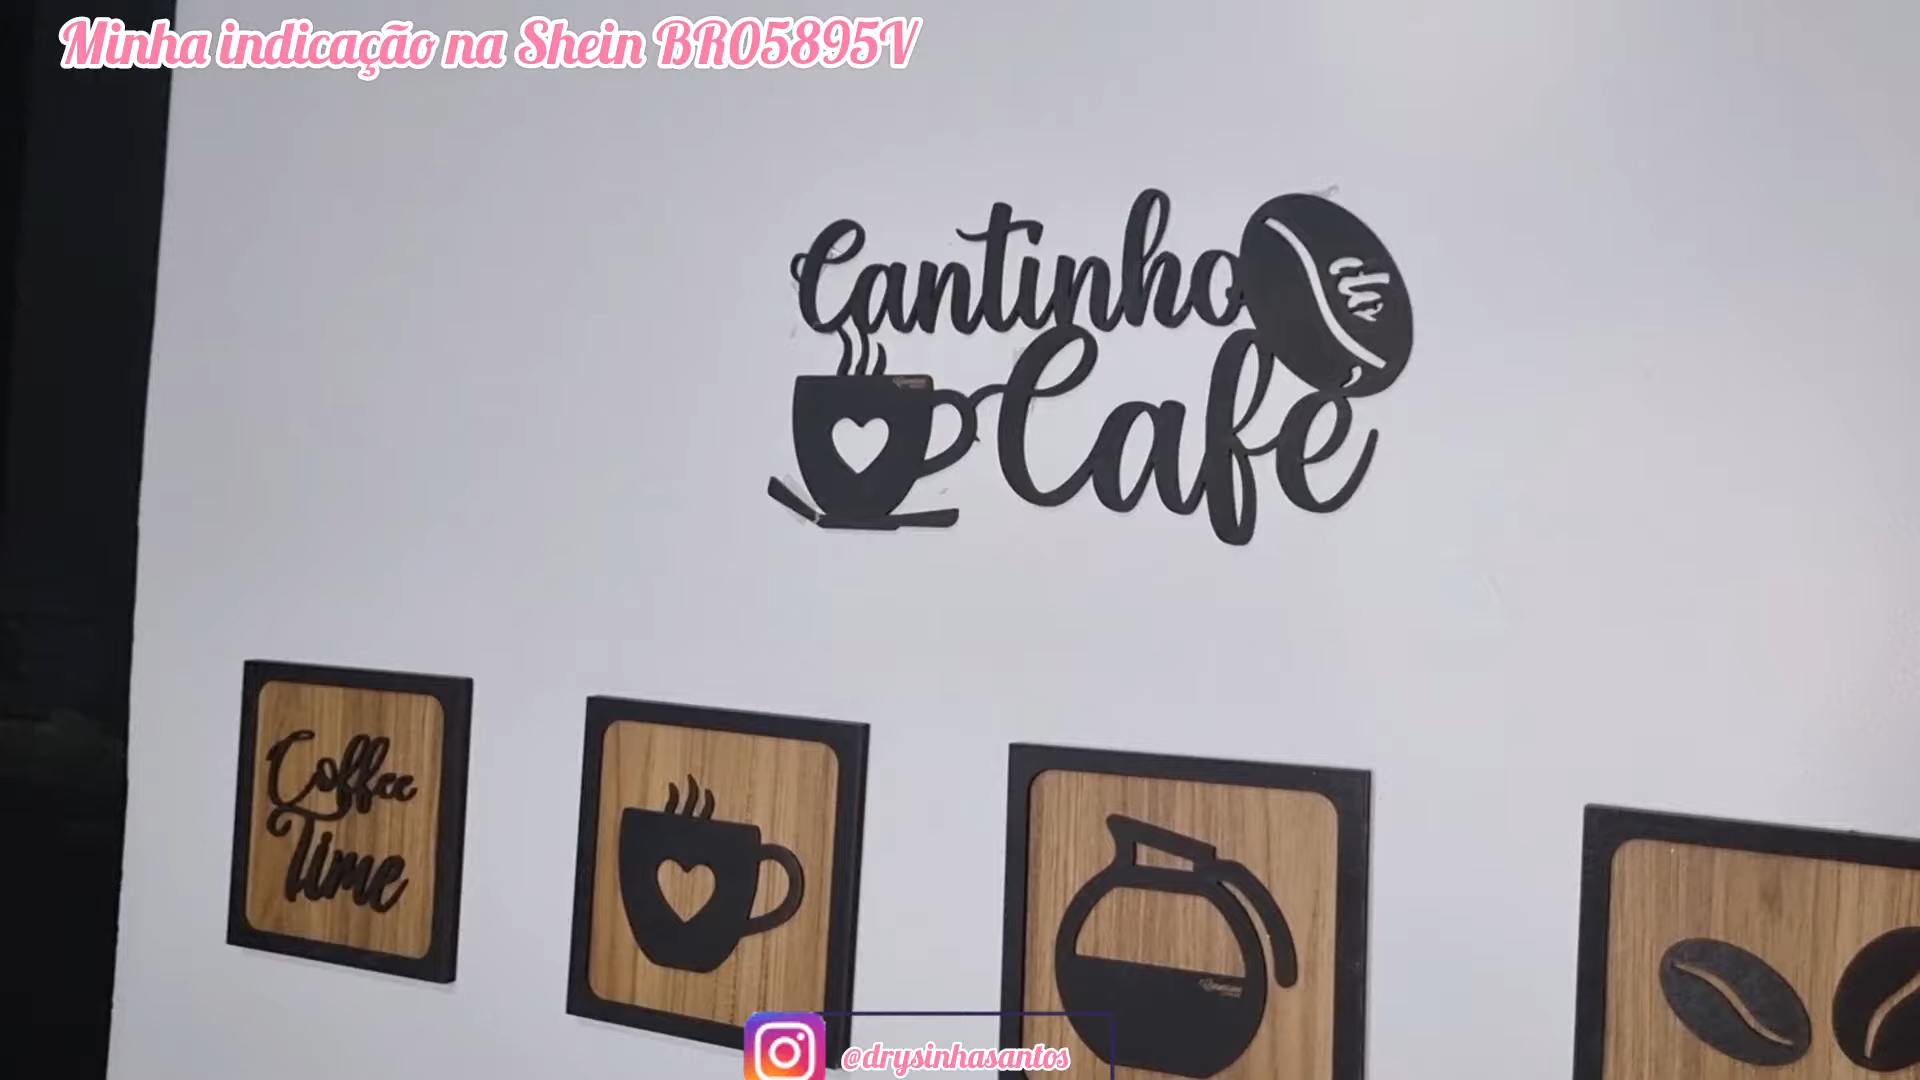 Minha indicação na Shein BR05895V
Cantinho
do
Café
Coffee
Time
@drysinhasantos